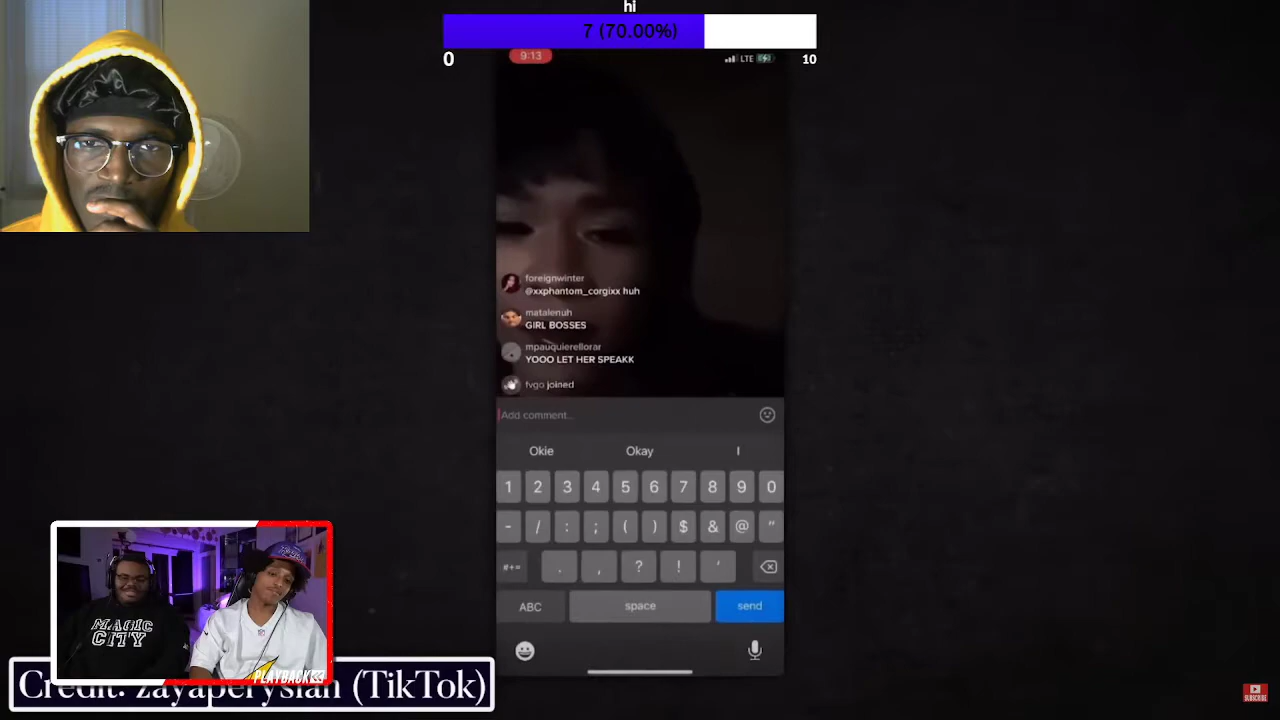 hi
7 (70.00%)
0
10
9:13
LTE
foreignwinter
@xxphantom_corgixx huh
matalenuh
GIRL BOSSES
mpauquierellorar
YOOO LET HER SPEAKK
fvgo joined
Add comment...
Okie Okay I
1 2 3 4 5 6 7 8 9 0
- / : ; ( ) $ & @ "
#+= . , ? ! '
ABC space send
MAGIC
CITY
PLAYBACK
Credit: zayaperysian (TikTok)
SUBSCRIBE